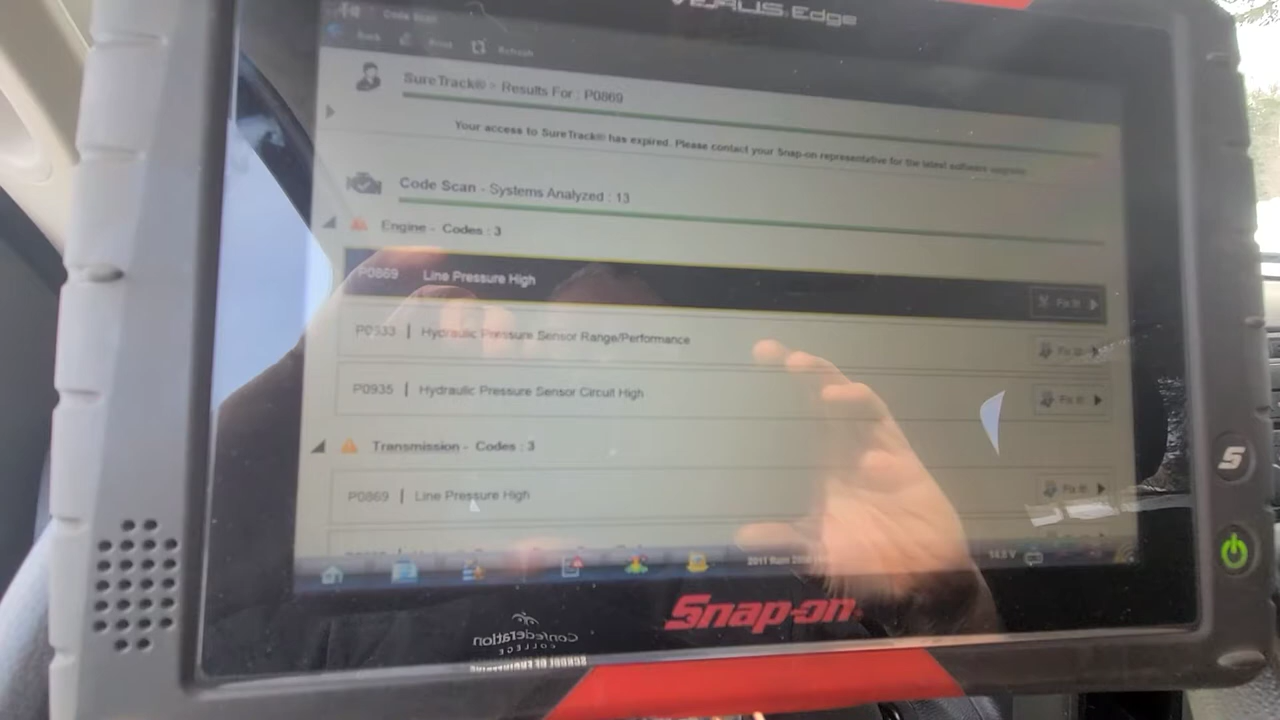 VERUS Edge
Code Scan
Back Print Refresh
SureTrack® > Results For : P0869
Your access to SureTrack® has expired. Please contact your Snap-on representative for the latest software upgrade.
Code Scan - Systems Analyzed : 13
Engine - Codes : 3
P0869 Line Pressure High
Fix It!
P0933 | Hydraulic Pressure Sensor Range/Performance
Fix It!
P0935 | Hydraulic Pressure Sensor Circuit High
Fix It!
Transmission - Codes : 3
P0869 | Line Pressure High
Fix It!
2011 Ram
S
Snap-on
Confederation
COLLEGE
SCHOOL OF